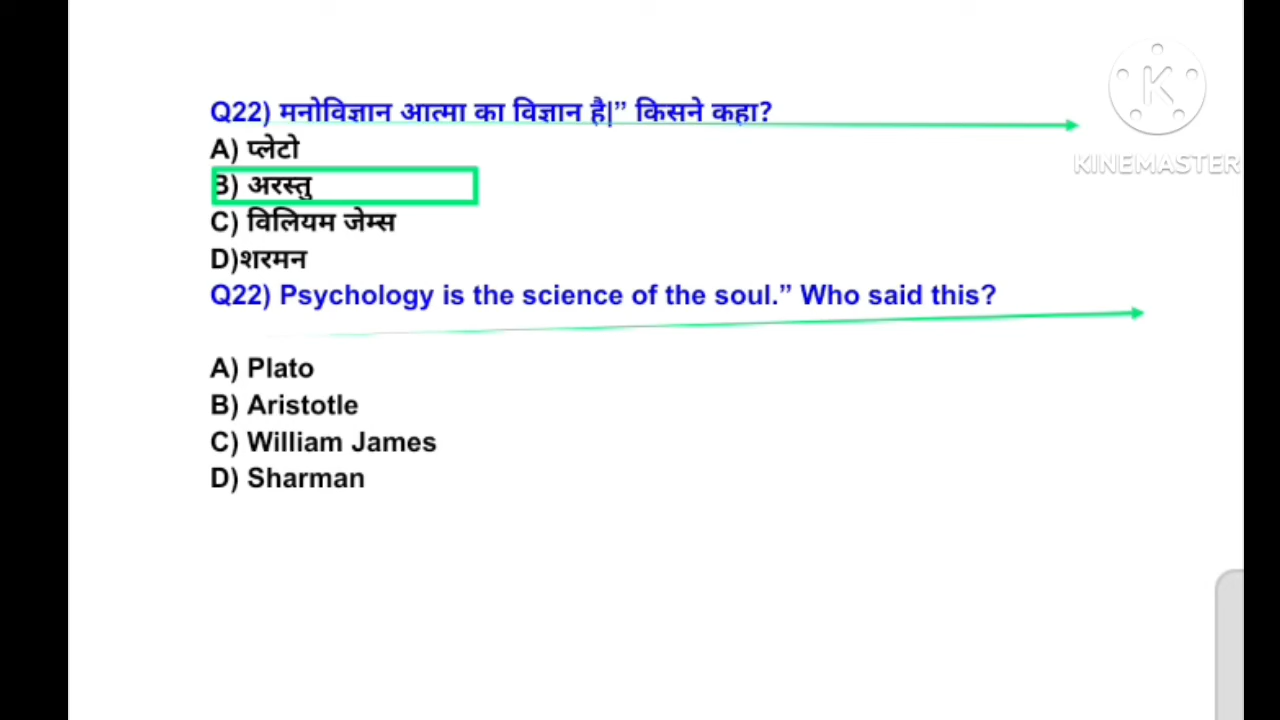 Q22) मनोविज्ञान आत्मा का विज्ञान है|” किसने कहा?
A) प्लेटो
B) अरस्तु
C) विलियम जेम्स
D)शरमन
Q22) Psychology is the science of the soul.” Who said this?
A) Plato
B) Aristotle
C) William James
D) Sharman
K
KINEMASTER